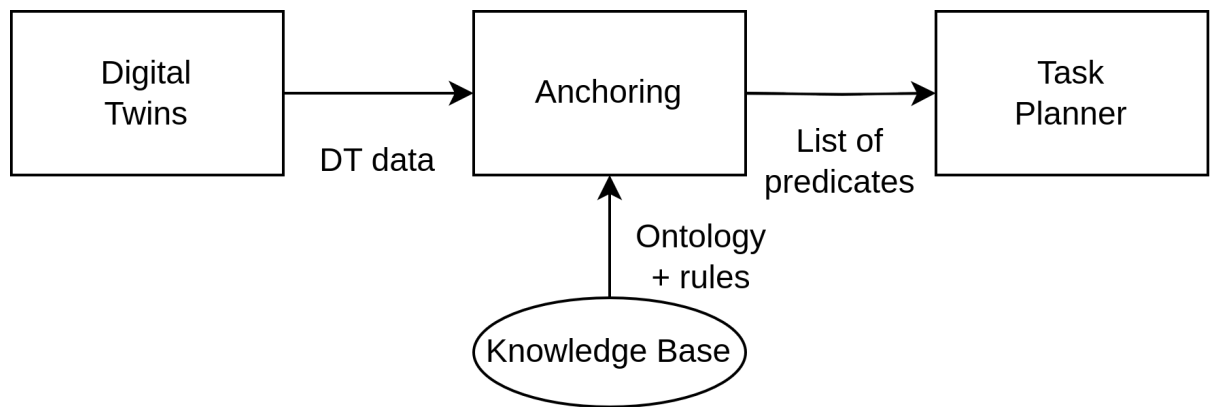 Digital
Twins
DT data
Anchoring
List of
predicates
Task
Planner
Ontology
+ rules
Knowledge Base